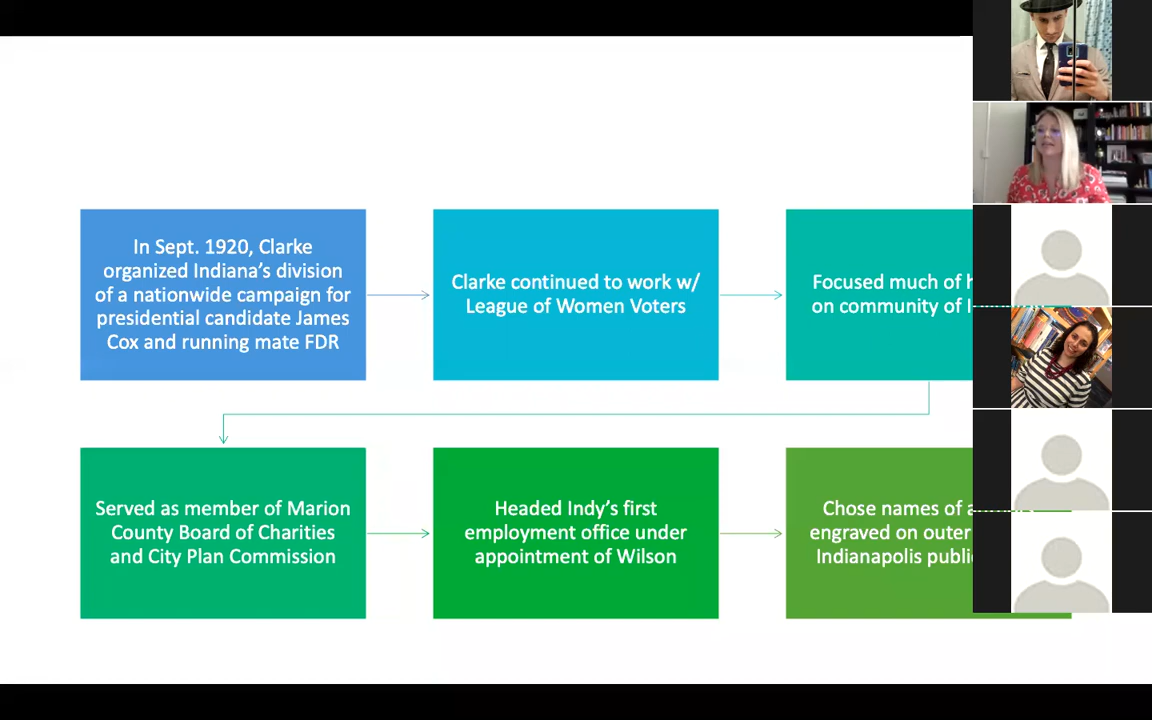 In Sept. 1920, Clarke
organized Indiana's division
of a nationwide campaign for
presidential candidate James
Cox and running mate FDR
Clarke continued to work w/
League of Women Voters
Focused much of
on community of
Served as member of Marion
County Board of Charities
and City Plan Commission
Headed Indy's first
employment office under
appointment of Wilson
Chose names of
engraved on outer
Indianapolis